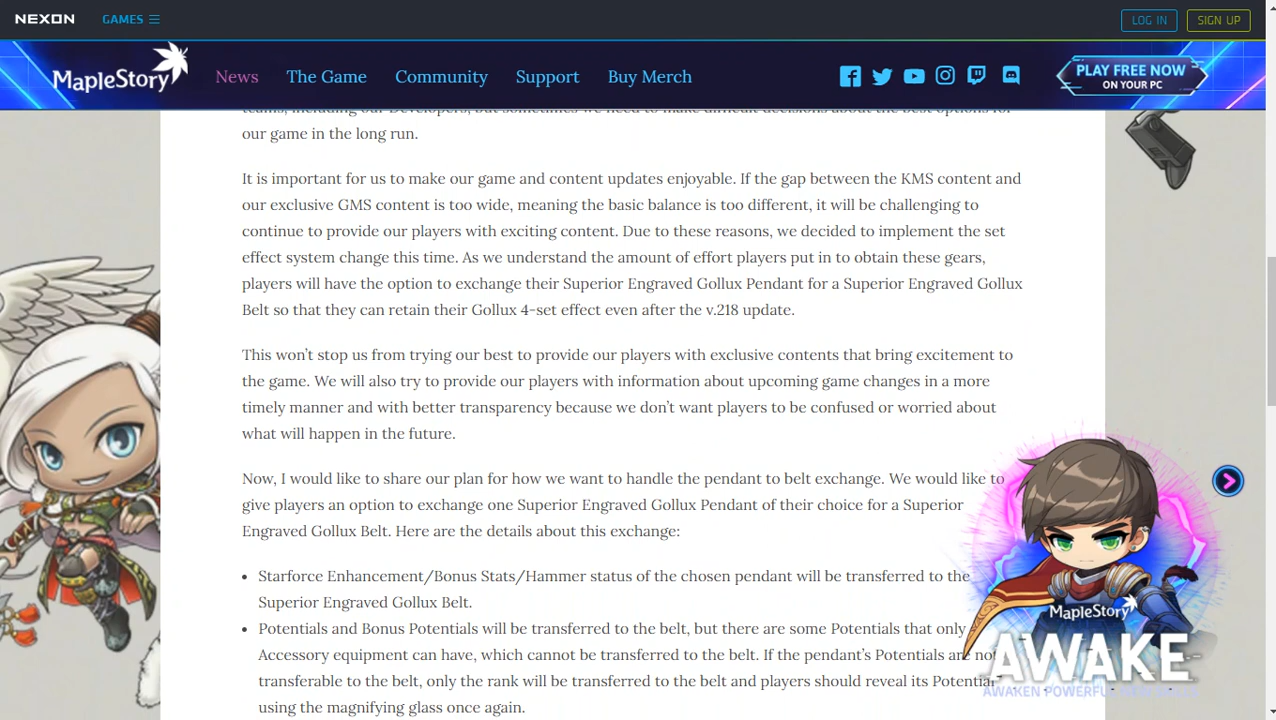 NEXON GAMES LOG IN SIGN UP
MapleStory News The Game Community Support Buy Merch PLAY FREE NOW
ON YOUR PC
teams, including our Developers, but sometimes we need to make difficult decisions about the best options for
our game in the long run.
It is important for us to make our game and content updates enjoyable. If the gap between the KMS content and
our exclusive GMS content is too wide, meaning the basic balance is too different, it will be challenging to
continue to provide our players with exciting content. Due to these reasons, we decided to implement the set
effect system change this time. As we understand the amount of effort players put in to obtain these gears,
players will have the option to exchange their Superior Engraved Gollux Pendant for a Superior Engraved Gollux
Belt so that they can retain their Gollux 4-set effect even after the v.218 update.
This won’t stop us from trying our best to provide our players with exclusive contents that bring excitement to
the game. We will also try to provide our players with information about upcoming game changes in a more
timely manner and with better transparency because we don’t want players to be confused or worried about
what will happen in the future.
Now, I would like to share our plan for how we want to handle the pendant to belt exchange. We would like to
give players an option to exchange one Superior Engraved Gollux Pendant of their choice for a Superior
Engraved Gollux Belt. Here are the details about this exchange:
• Starforce Enhancement/Bonus Stats/Hammer status of the chosen pendant will be transferred to the
Superior Engraved Gollux Belt.
• Potentials and Bonus Potentials will be transferred to the belt, but there are some Potentials that only
Accessory equipment can have, which cannot be transferred to the belt. If the pendant’s Potentials are not
transferable to the belt, only the rank will be transferred to the belt and players should reveal its Potential
using the magnifying glass once again.
MapleStory
AWAKE
AWAKEN POWERFUL NEW SKILLS